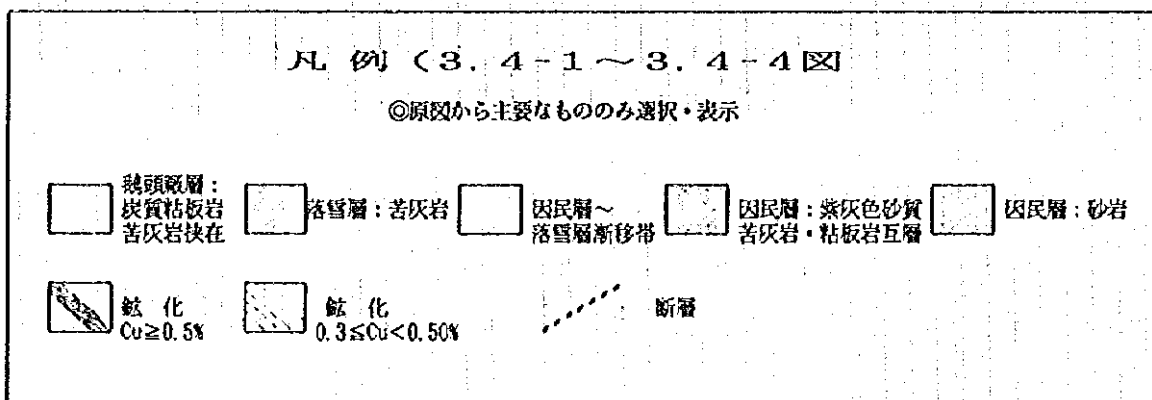 凡例 (3.4-1～3.4-4図
◎原図から主要なもののみ選択・表示
鵝頭厰層：
炭質粘板岩
苦灰岩挟在
落雪層：苦灰岩
因民層～
落雪層漸移帯
因民層：紫灰色砂質
苦灰岩・粘板岩互層
因民層：砂岩
鉱 化
Cu≧0.5%
鉱 化
0.3≦Cu<0.50%
断層